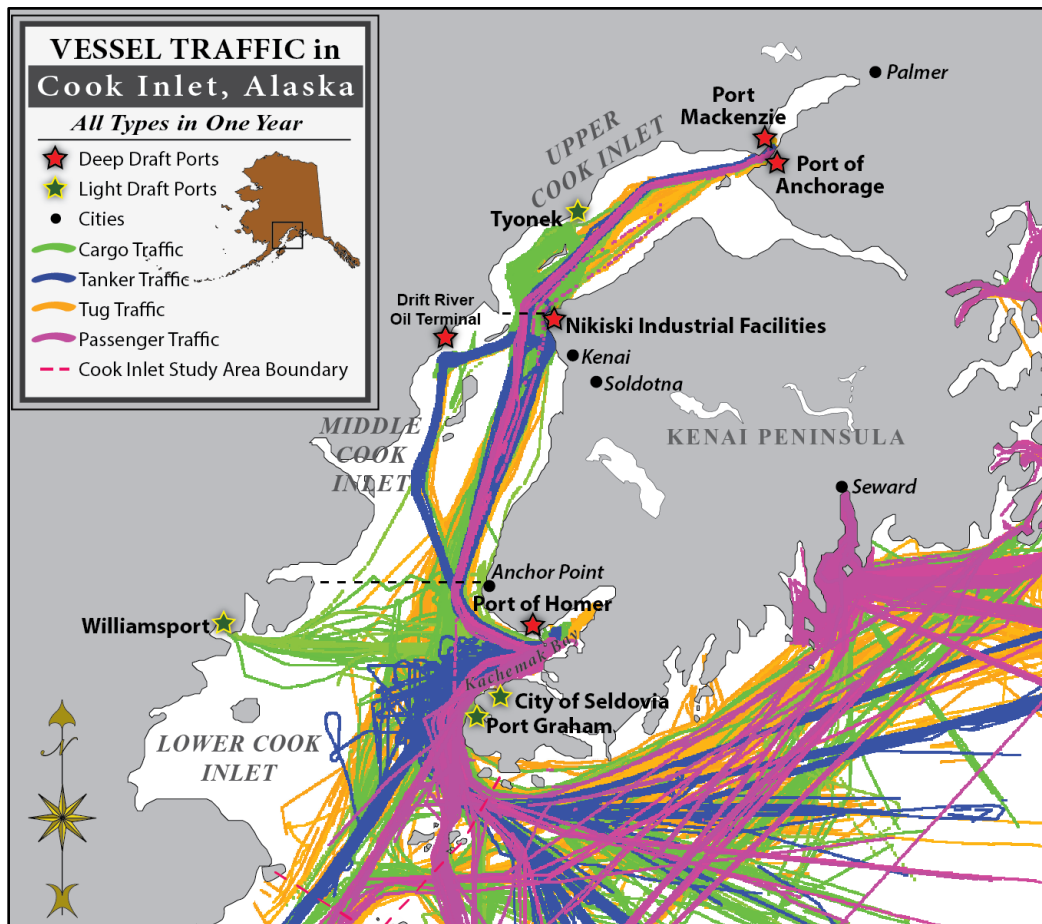 VESSEL TRAFFIC in
Cook Inlet, Alaska
All Types in One Year
Deep Draft Ports
Light Draft Ports
Cities
Cargo Traffic
Tanker Traffic
Tug Traffic
Passenger Traffic
Cook Inlet Study Area Boundary
Palmer
Port
Mackenzie
Port of
Anchorage
UPPER
COOK INLET
Tyonek
Drift River
Oil Terminal
Nikiski Industrial Facilities
Kenai
Soldotna
MIDDLE
COOK
INLET
KENAI PENINSULA
Seward
Anchor Point
Port of Homer
Williamsport
Kachemak Bay
City of Seldovia
Port Graham
LOWER COOK
INLET
N